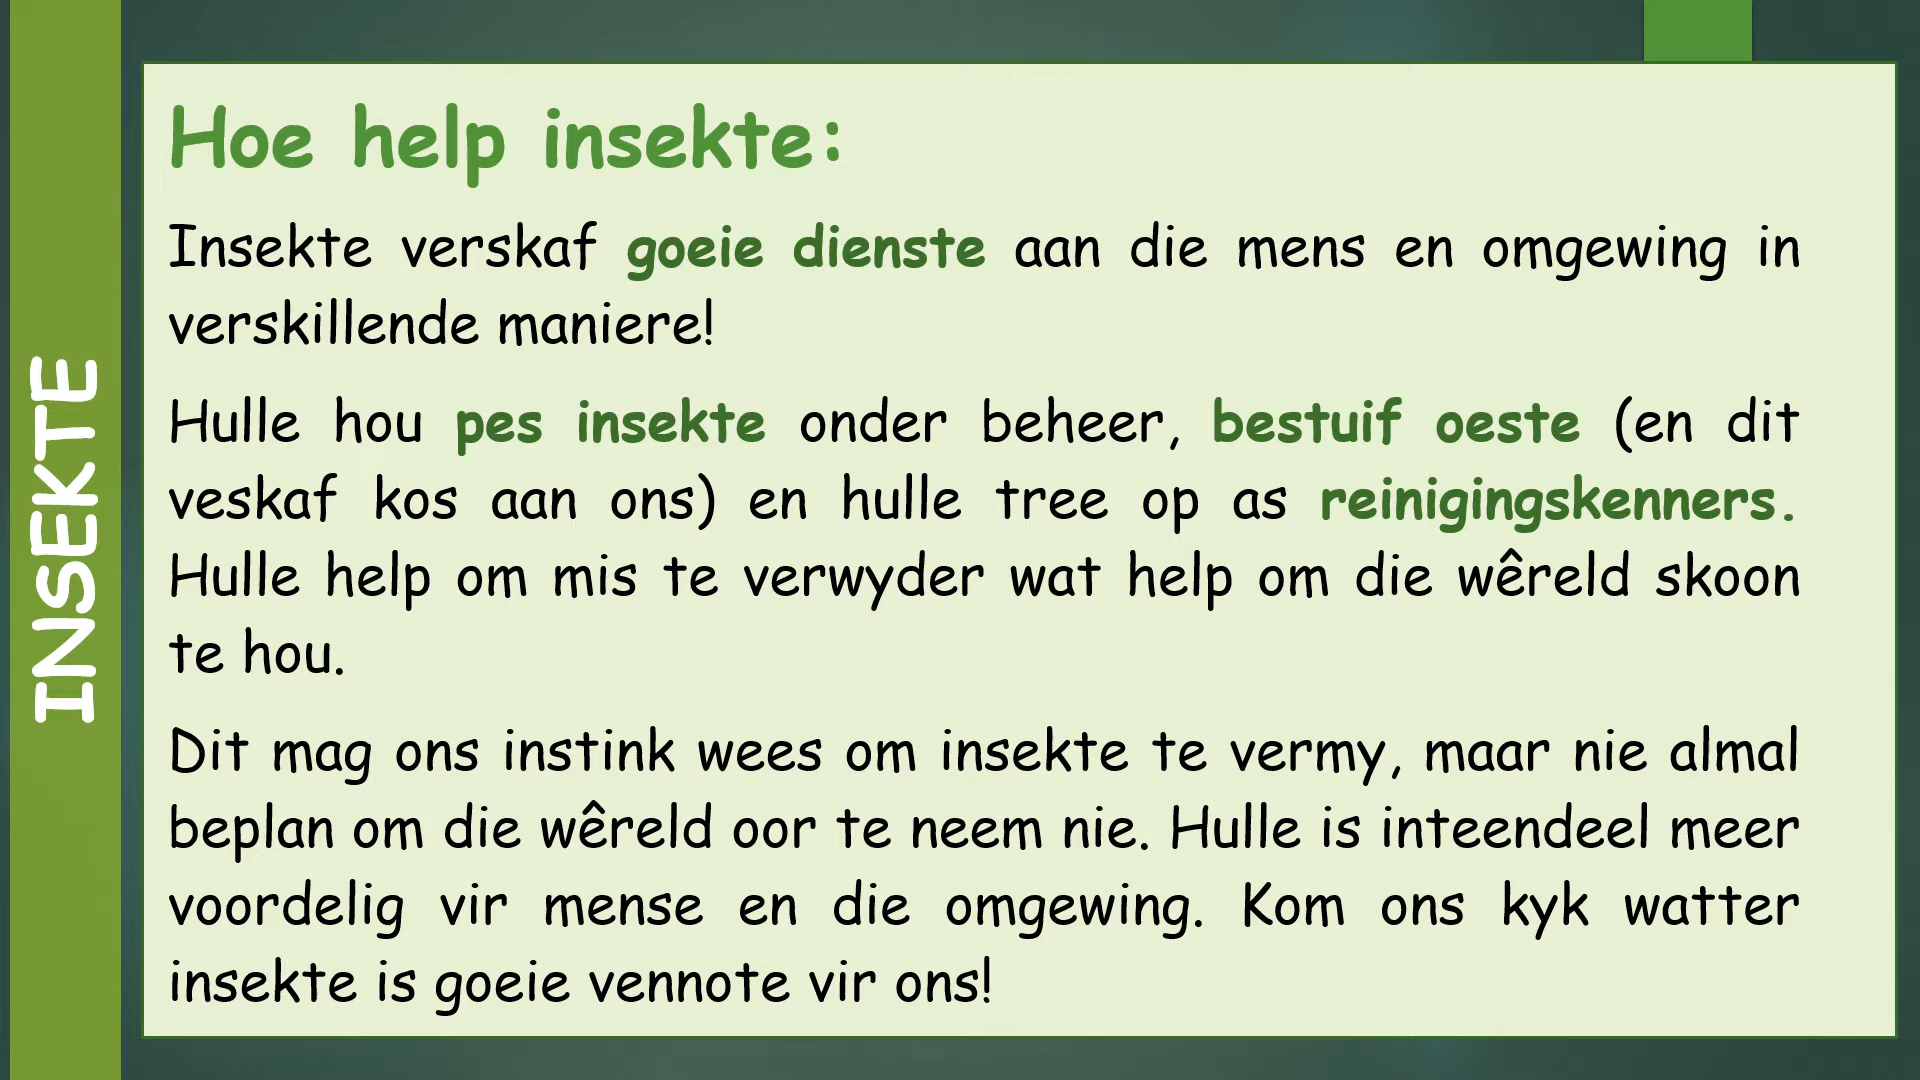 INSEKTE
Hoe help insekte:
Insekte verskaf goeie dienste aan die mens en omgewing in
verskillende maniere!
Hulle hou pes insekte onder beheer, bestuif oeste (en dit
veskaf kos aan ons) en hulle tree op as reinigingskenners.
Hulle help om mis te verwyder wat help om die wêreld skoon
te hou.
Dit mag ons instink wees om insekte te vermy, maar nie almal
beplan om die wêreld oor te neem nie. Hulle is inteendeel meer
voordelig vir mense en die omgewing. Kom ons kyk watter
insekte is goeie vennote vir ons!